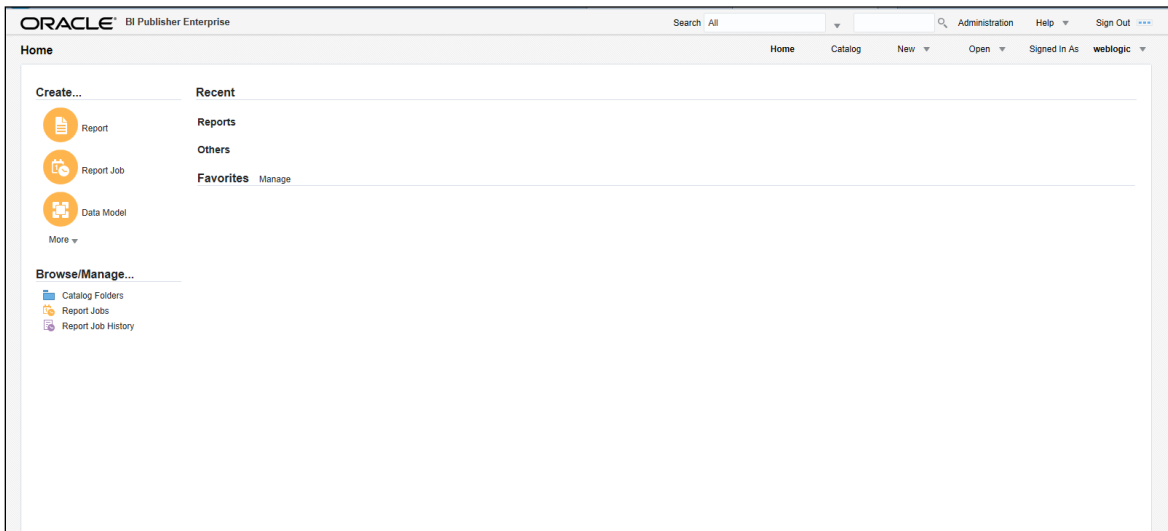 ORACLE® BI Publisher Enterprise Search All Administration Help Sign Out
Home Home Catalog New Open Signed In As weblogic
Create...
Report
Report Job
Data Model
More
Browse/Manage...
Catalog Folders
Report Jobs
Report Job History
Recent
Reports
Others
Favorites Manage